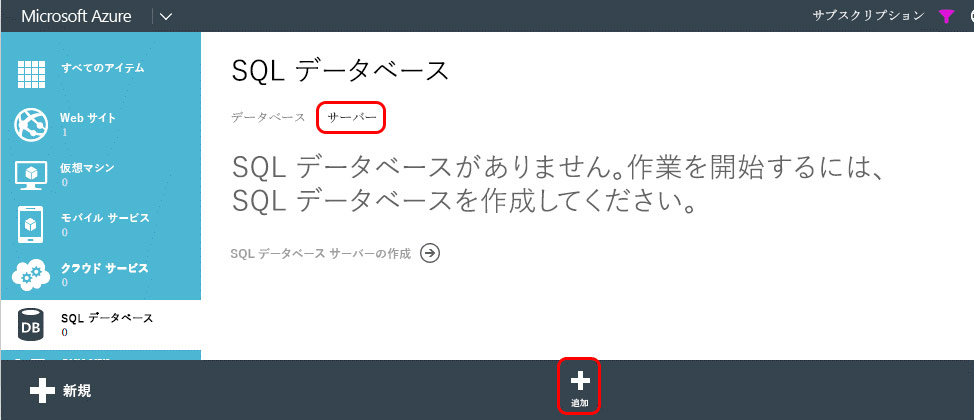 Microsoft Azure
サブスクリプション
すべてのアイテム
Web サイト
1
仮想マシン
0
モバイル サービス
0
クラウド サービス
0
DB
SQL データベース
0
SQL データベース
データベース サーバー
SQL データベースがありません。作業を開始するには、
SQL データベースを作成してください。
SQL データベース サーバーの作成
新規
追加